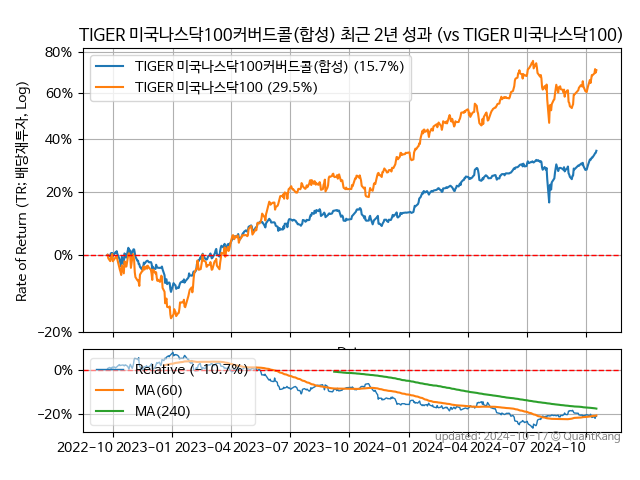 TIGER 미국나스닥100커버드콜(합성) 최근 2년 성과 (vs TIGER 미국나스닥100)
Rate of Return (TR: 배당재투자, Log)
80%
60%
40%
20%
0%
−20%
TIGER 미국나스닥100커버드콜(합성) (15.7%)
TIGER 미국나스닥100 (29.5%)
0%
−20%
Relative (−10.7%)
MA(60)
MA(240)
updated: 2024-10-17 © QuantKang
2022−10 2023−01 2023−04 2023−07 2023−10 2024−01 2024−04 2024−07 2024−10